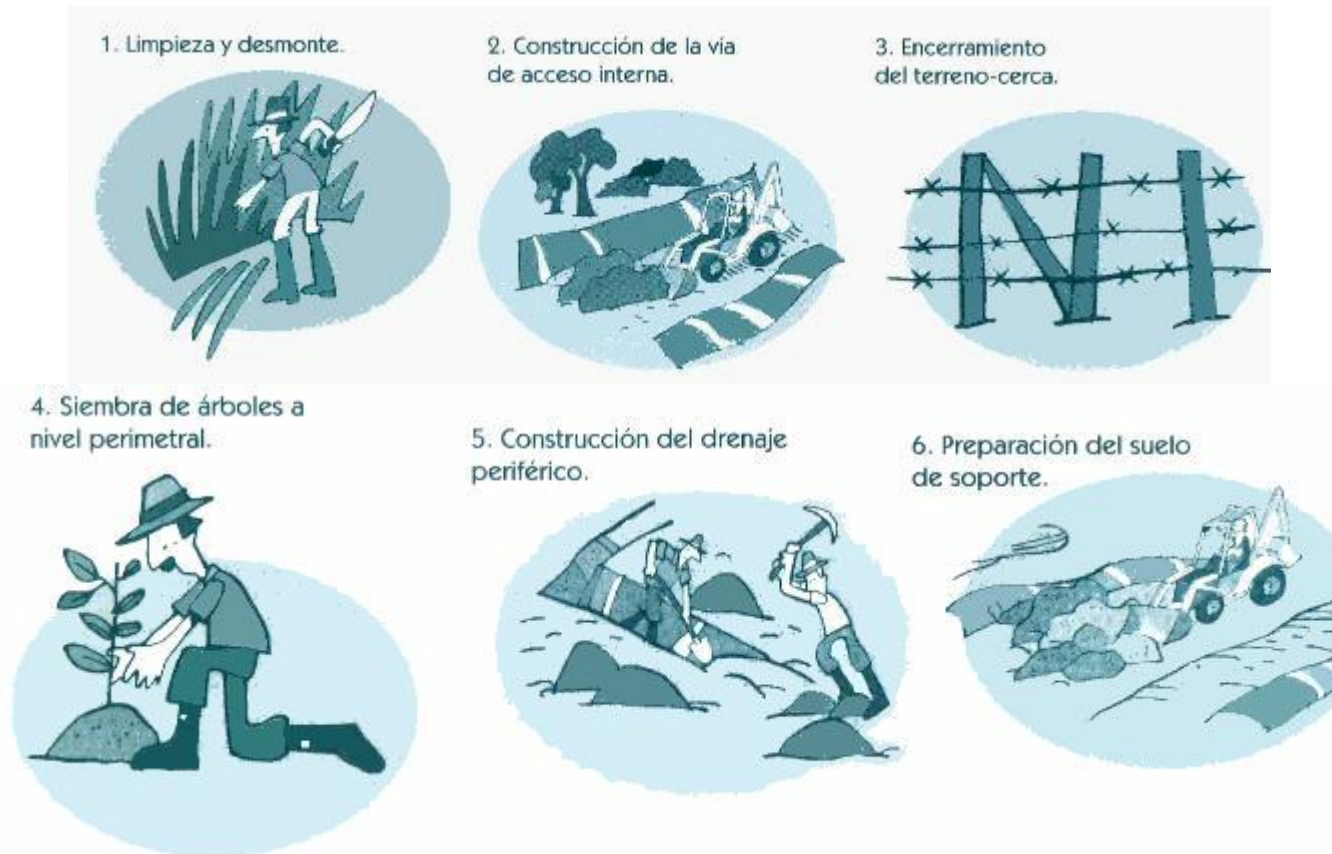 1. Limpieza y desmonte.
2. Construcción de la vía
de acceso interna.
3. Encerramiento
del terreno-cerca.
4. Siembra de árboles a
nivel perimetral.
5. Construcción del drenaje
periférico.
6. Preparación del suelo
de soporte.